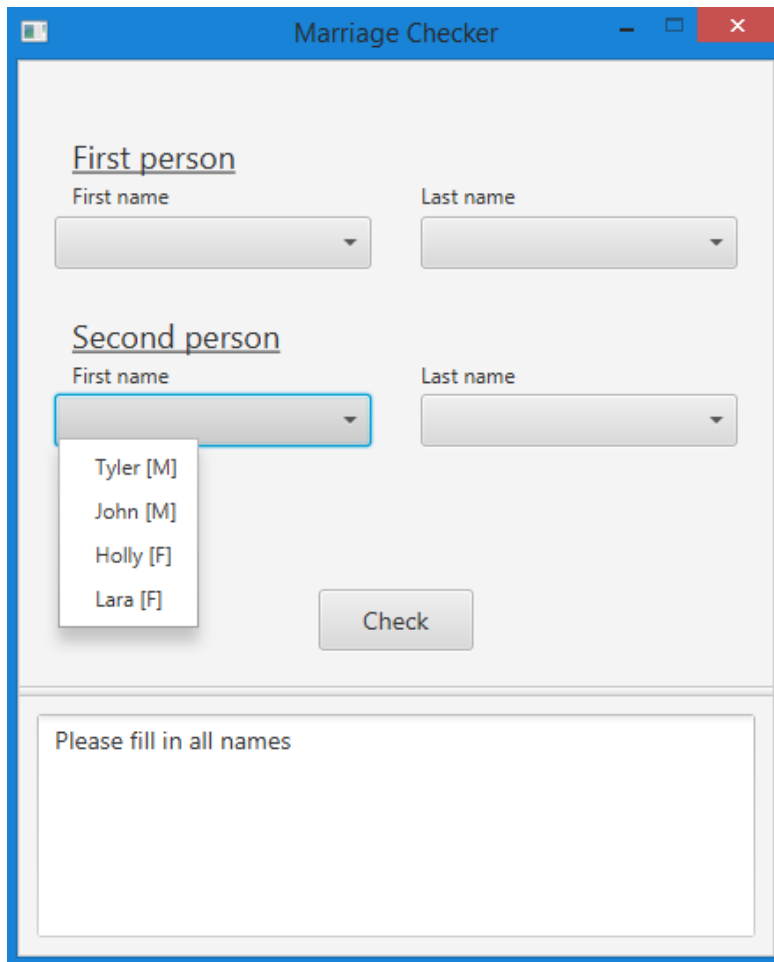 Marriage Checker
First person
First name Last name
Second person
First name Last name
Tyler [M]
John [M]
Holly [F]
Lara [F]
Check
Please fill in all names